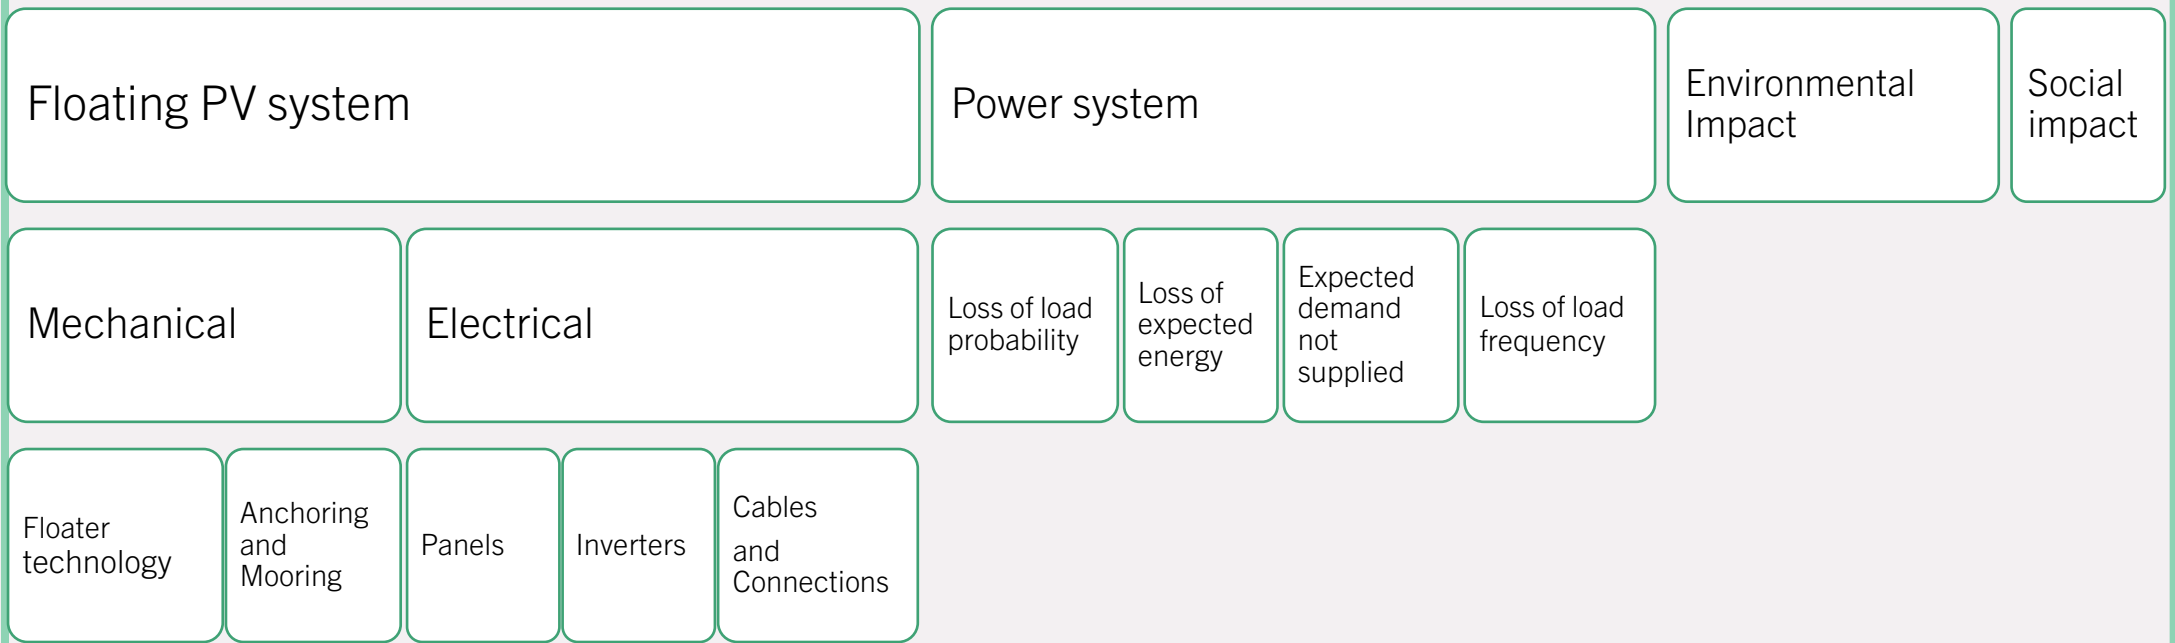 Floating PV system
Power system
Environmental
Impact
Social
impact
Mechanical
Electrical
Loss of load
probability
Loss of
expected
energy
Expected
demand
not
supplied
Loss of load
frequency
Floater
technology
Anchoring
and
Mooring
Panels
Inverters
Cables
and
Connections